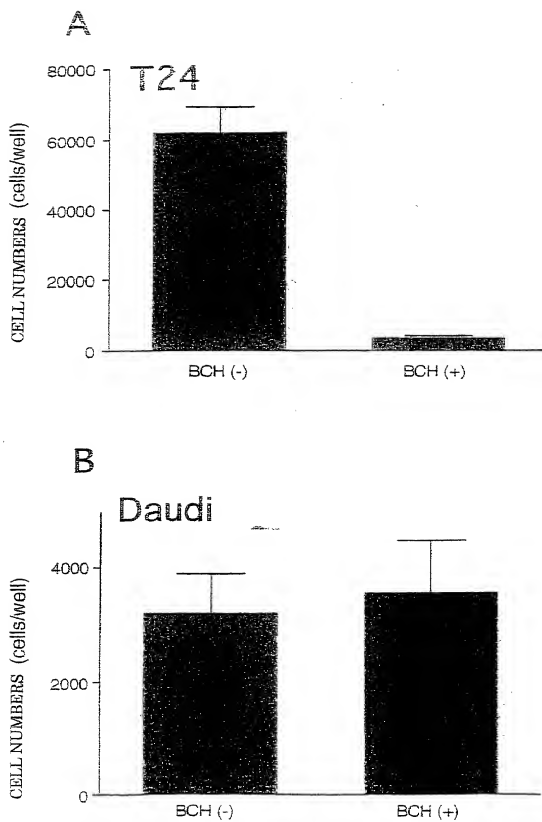 A
T24
80000
60000
40000
20000
0
CELL NUMBERS (cells/well)
BCH (-) BCH (+)
B
Daudi
4000
2000
0
CELL NUMBERS (cells/well)
BCH (-) BCH (+)